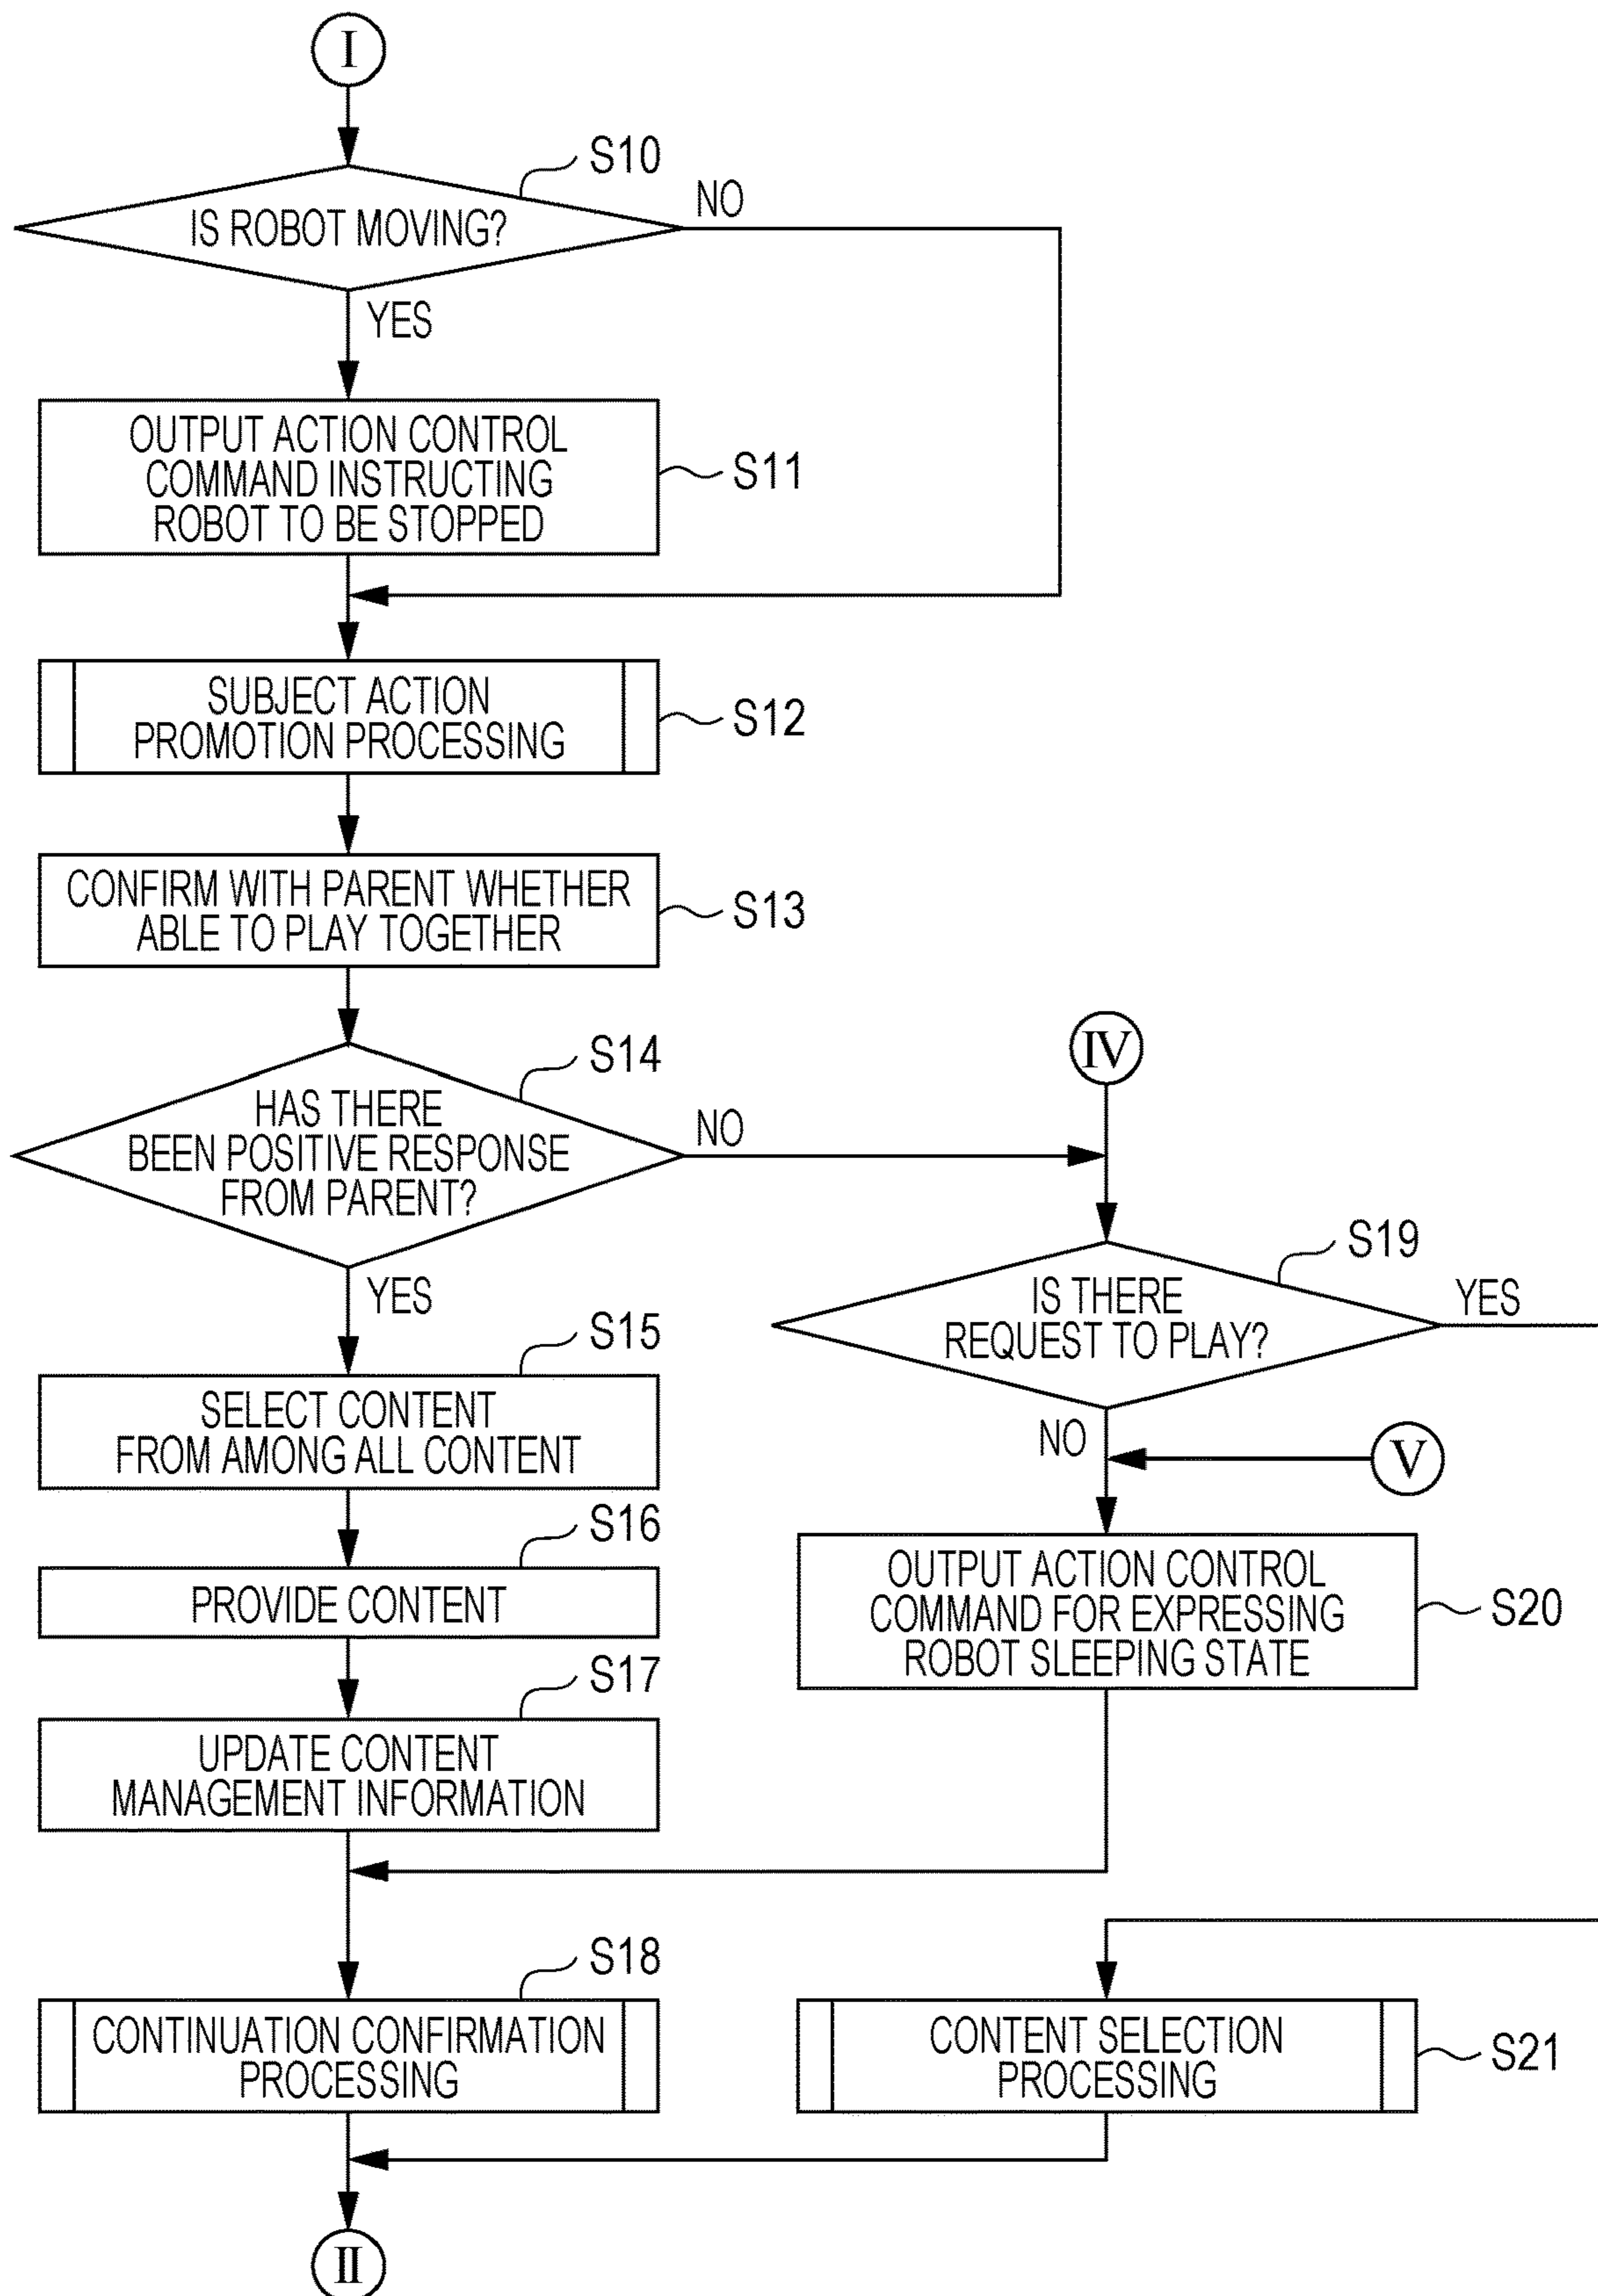 I
S10
IS ROBOT MOVING?
NO
YES
OUTPUT ACTION CONTROL
COMMAND INSTRUCTING
ROBOT TO BE STOPPED
S11
SUBJECT ACTION
PROMOTION PROCESSING
S12
CONFIRM WITH PARENT WHETHER
ABLE TO PLAY TOGETHER
S13
S14
HAS THERE
BEEN POSITIVE RESPONSE
FROM PARENT?
NO
YES
IV
S19
IS THERE
REQUEST TO PLAY?
YES
NO
V
S15
SELECT CONTENT
FROM AMONG ALL CONTENT
S16
PROVIDE CONTENT
S17
UPDATE CONTENT
MANAGEMENT INFORMATION
OUTPUT ACTION CONTROL
COMMAND FOR EXPRESSING
ROBOT SLEEPING STATE
S20
S18
CONTINUATION CONFIRMATION
PROCESSING
CONTENT SELECTION
PROCESSING
S21
II